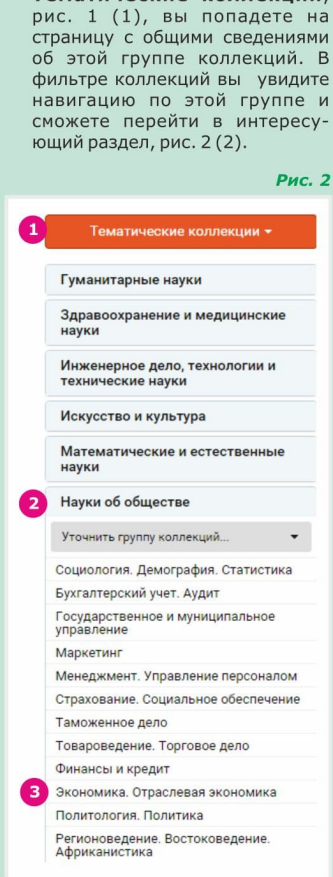 Тематические коллекции,
рис. 1 (1), вы попадете на
страницу с общими сведениями
об этой группе коллекций. В
фильтре коллекций вы увидите
навигацию по этой группе и
сможете перейти в интересу-
ющий раздел, рис. 2 (2).
Рис. 2
1 Тематические коллекции
Гуманитарные науки
Здравоохранение и медицинские
науки
Инженерное дело, технологии и
технические науки
Искусство и культура
Математические и естественные
науки
2 Науки об обществе
Уточнить группу коллекций...
Социология. Демография. Статистика
Бухгалтерский учет. Аудит
Государственное и муниципальное
управление
Маркетинг
Менеджмент. Управление персоналом
Страхование. Социальное обеспечение
Таможенное дело
Товароведение. Торговое дело
Финансы и кредит
3 Экономика. Отраслевая экономика
Политология. Политика
Регионоведение. Востоковедение.
Африканистика